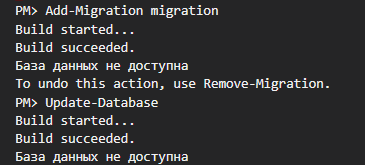 PM> Add-Migration migration
Build started...
Build succeeded.
База данных не доступна
To undo this action, use Remove-Migration.
PM> Update-Database
Build started...
Build succeeded.
База данных не доступна